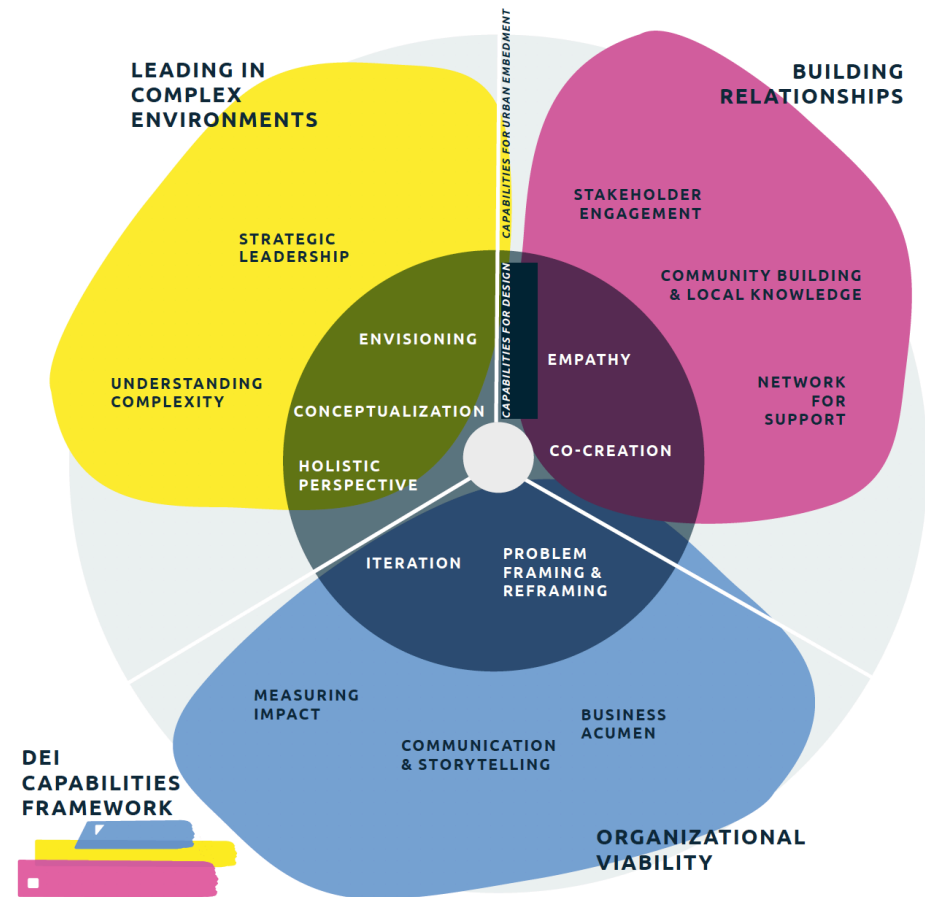 LEADING IN
COMPLEX
ENVIRONMENTS
CAPABILITIES FOR URBAN EMBEDMENT
BUILDING
RELATIONSHIPS
STRATEGIC
LEADERSHIP
UNDERSTANDING
COMPLEXITY
STAKEHOLDER
ENGAGEMENT
COMMUNITY BUILDING
& LOCAL KNOWLEDGE
NETWORK
FOR
SUPPORT
CAPABILITIES FOR DESIGN
ENVISIONING
CONCEPTUALIZATION
HOLISTIC
PERSPECTIVE
EMPATHY
CO-CREATION
ITERATION
PROBLEM
FRAMING &
REFRAMING
MEASURING
IMPACT
COMMUNICATION
& STORYTELLING
BUSINESS
ACUMEN
DEI
CAPABILITIES
FRAMEWORK
ORGANIZATIONAL
VIABILITY